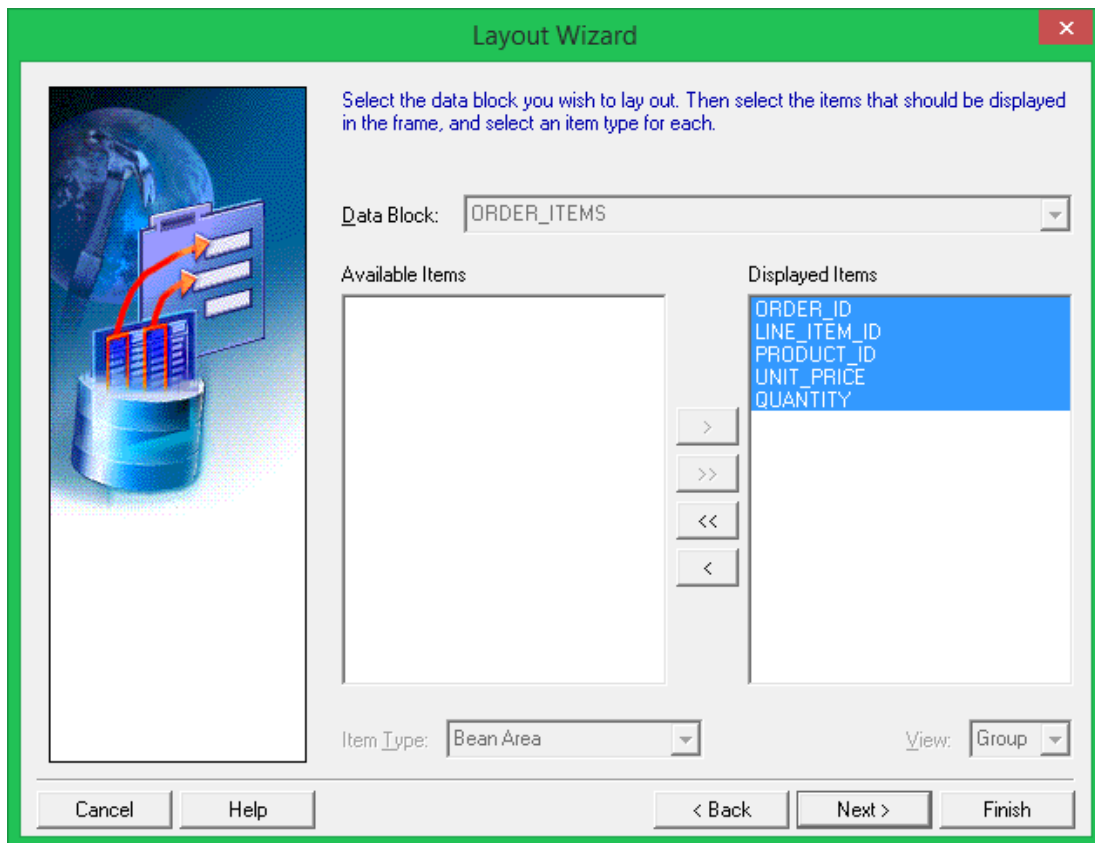 Layout Wizard
Select the data block you wish to lay out. Then select the items that should be displayed
in the frame, and select an item type for each.
Data Block: ORDER_ITEMS
Available Items
Displayed Items
ORDER_ID
LINE_ITEM_ID
PRODUCT_ID
UNIT_PRICE
QUANTITY
>
>>
<<
<
Item Type: Bean Area
View: Group
Cancel
Help
< Back
Next >
Finish